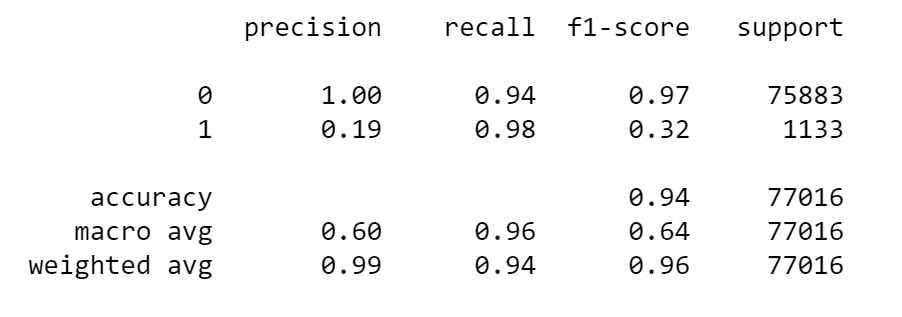 precision recall f1-score support
0 1.00 0.94 0.97 75883
1 0.19 0.98 0.32 1133
accuracy 0.94 77016
macro avg 0.60 0.96 0.64 77016
weighted avg 0.99 0.94 0.96 77016